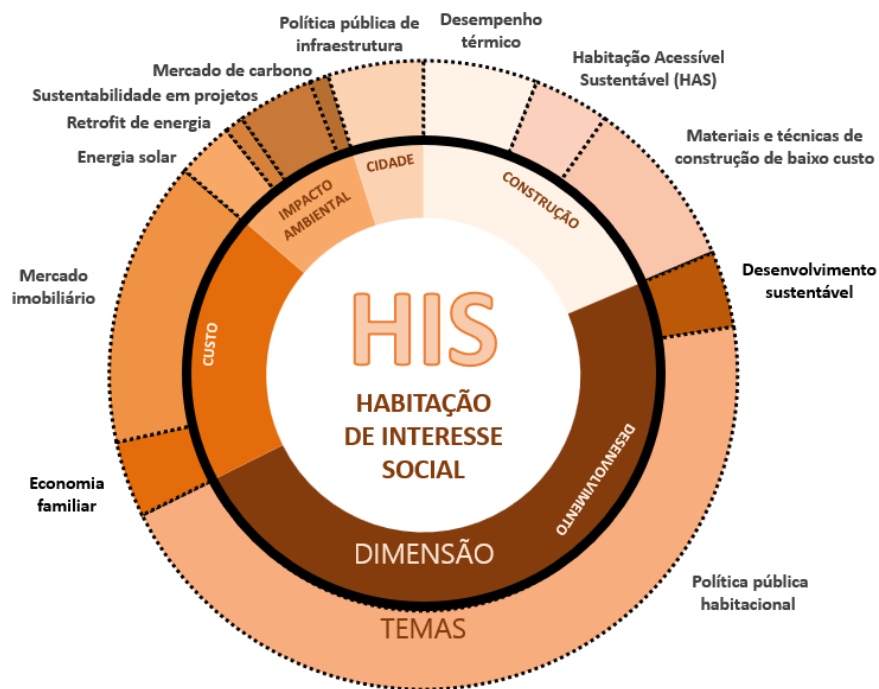 Política pública de
infraestrutura
Desempenho
térmico
Mercado de carbono
Habitação Acessível
Sustentável (HAS)
Sustentabilidade em projetos
Retrofit de energia
Materiais e técnicas de
construção de baixo custo
Energia solar
CIDADE
IMPACTO
AMBIENTAL
CONSTRUÇÃO
Mercado
imobiliário
Desenvolvimento
sustentável
CUSTO
HIS
HABITAÇÃO
DE INTERESSE
SOCIAL
DESENVOLVIMENTO
Economia
familiar
DIMENSÃO
Política pública
habitacional
TEMAS